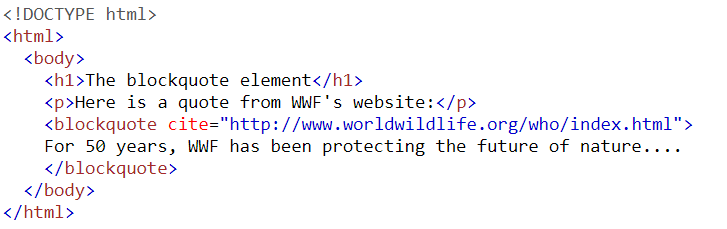 <!DOCTYPE html>
<html>
  <body>
    <h1>The blockquote element</h1>
    <p>Here is a quote from WWF's website:</p>
    <blockquote cite="http://www.worldwildlife.org/who/index.html">
    For 50 years, WWF has been protecting the future of nature....
    </blockquote>
  </body>
</html>